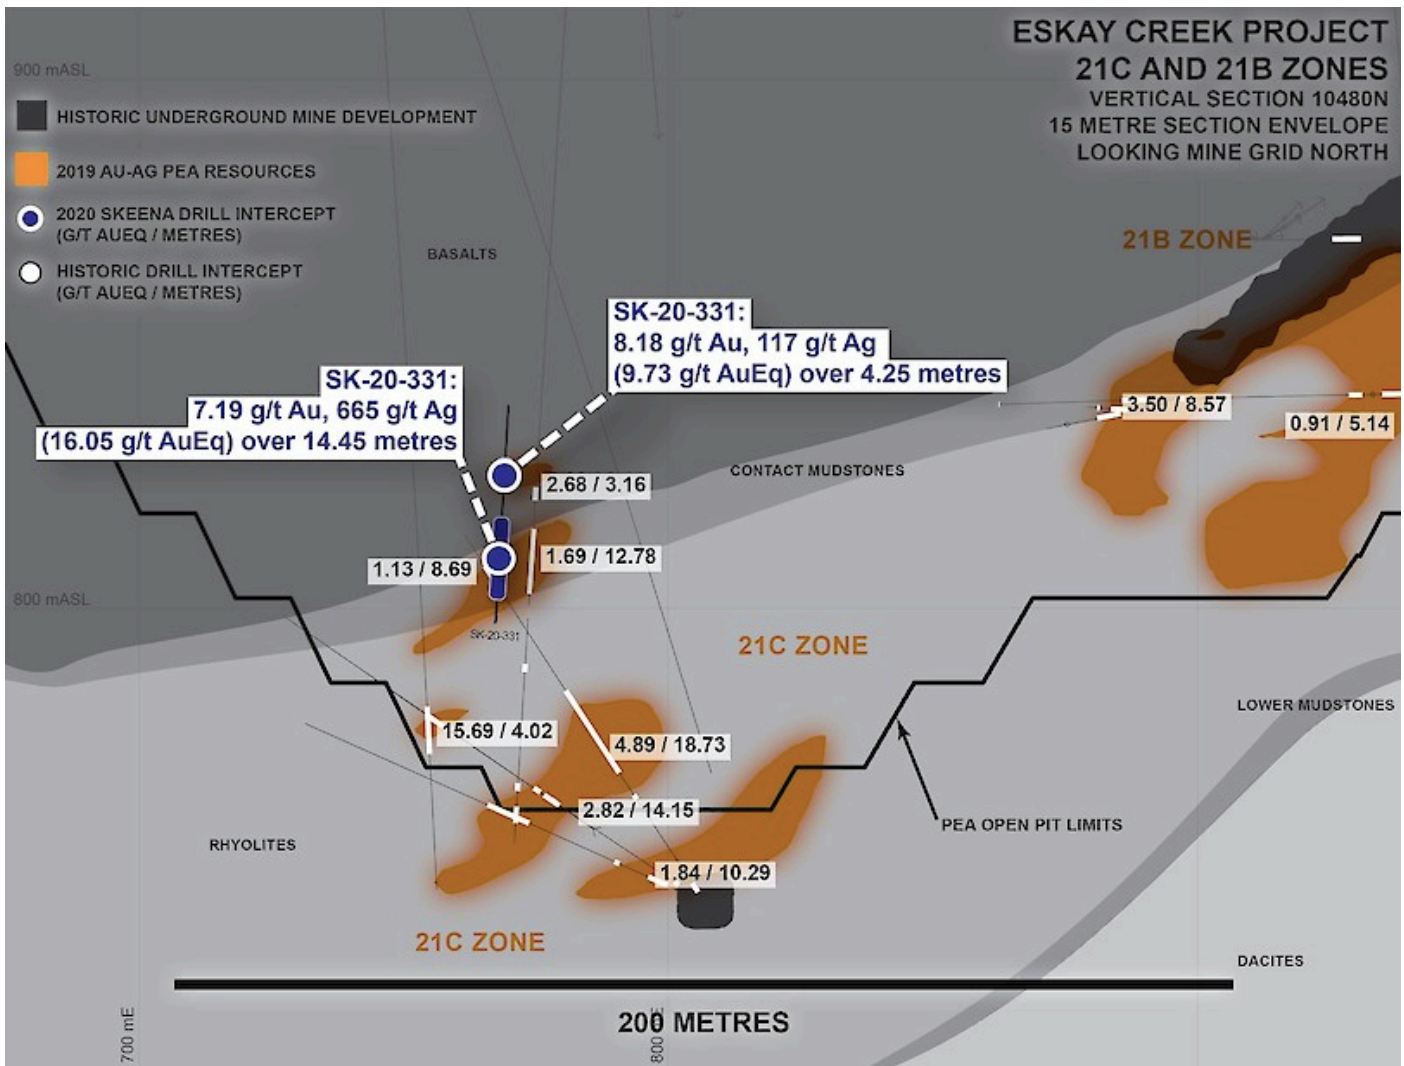 ESKAY CREEK PROJECT
21C AND 21B ZONES
VERTICAL SECTION 10480N
15 METRE SECTION ENVELOPE
LOOKING MINE GRID NORTH
900 mASL
HISTORIC UNDERGROUND MINE DEVELOPMENT
2019 AU-AG PEA RESOURCES
2020 SKEENA DRILL INTERCEPT
(G/T AUEQ / METRES)
HISTORIC DRILL INTERCEPT
(G/T AUEQ / METRES)
BASALTS
21B ZONE
SK-20-331:
8.18 g/t Au, 117 g/t Ag
(9.73 g/t AuEq) over 4.25 metres
SK-20-331:
7.19 g/t Au, 665 g/t Ag
(16.05 g/t AuEq) over 14.45 metres
3.50 / 8.57
0.91 / 5.14
CONTACT MUDSTONES
2.68 / 3.16
1.69 / 12.78
1.13 / 8.69
800 mASL
SK-20-331
21C ZONE
LOWER MUDSTONES
15.69 / 4.02
4.89 / 18.73
2.82 / 14.15
PEA OPEN PIT LIMITS
RHYOLITES
1.84 / 10.29
21C ZONE
DACITES
200 METRES
700 mE
800 E